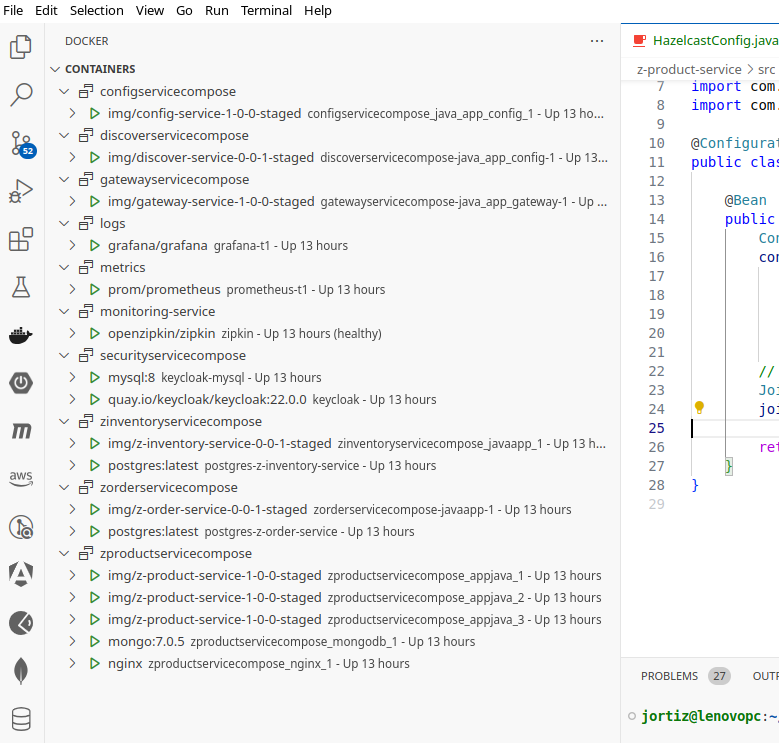 File Edit Selection View Go Run Terminal Help
DOCKER
...
CONTAINERS
configservicecompose
img/config-service-1-0-0-staged configservicecompose_java_app_config_1 - Up 13 ho...
discoverservicecompose
img/discover-service-0-0-1-staged discoverservicecompose-java_app_config-1 - Up 13...
gatewayservicecompose
img/gateway-service-1-0-0-staged gatewayservicecompose-java_app_gateway-1 - Up ...
logs
grafana/grafana grafana-t1 - Up 13 hours
metrics
prom/prometheus prometheus-t1 - Up 13 hours
monitoring-service
openzipkin/zipkin zipkin - Up 13 hours (healthy)
securityservicecompose
mysql:8 keycloak-mysql - Up 13 hours
quay.io/keycloak/keycloak:22.0.0 keycloak - Up 13 hours
zinventoryservicecompose
img/z-inventory-service-0-0-1-staged zinventoryservicecompose_javaapp_1 - Up 13 h...
postgres:latest postgres-z-inventory-service - Up 13 hours
zorderservicecompose
img/z-order-service-0-0-1-staged zorderservicecompose-javaapp-1 - Up 13 hours
postgres:latest postgres-z-order-service - Up 13 hours
zproductservicecompose
img/z-product-service-1-0-0-staged zproductservicecompose_appjava_1 - Up 13 hours
img/z-product-service-1-0-0-staged zproductservicecompose_appjava_2 - Up 13 hours
img/z-product-service-1-0-0-staged zproductservicecompose_appjava_3 - Up 13 hours
mongo:7.0.5 zproductservicecompose_mongodb_1 - Up 13 hours
nginx zproductservicecompose_nginx_1 - Up 13 hours
52
m
aws
HazelcastConfig.java
z-product-service > src
7 import com.
8 import com.
9
10 @Configurat
11 public clas
12
13 @Bean
14 public
15 Con
16 con
17
18
19
20
21
22 //
23 Joi
24 joi
25
26 ret
27 }
28 }
29
PROBLEMS 27 OUTP
jortiz@lenovopc:~